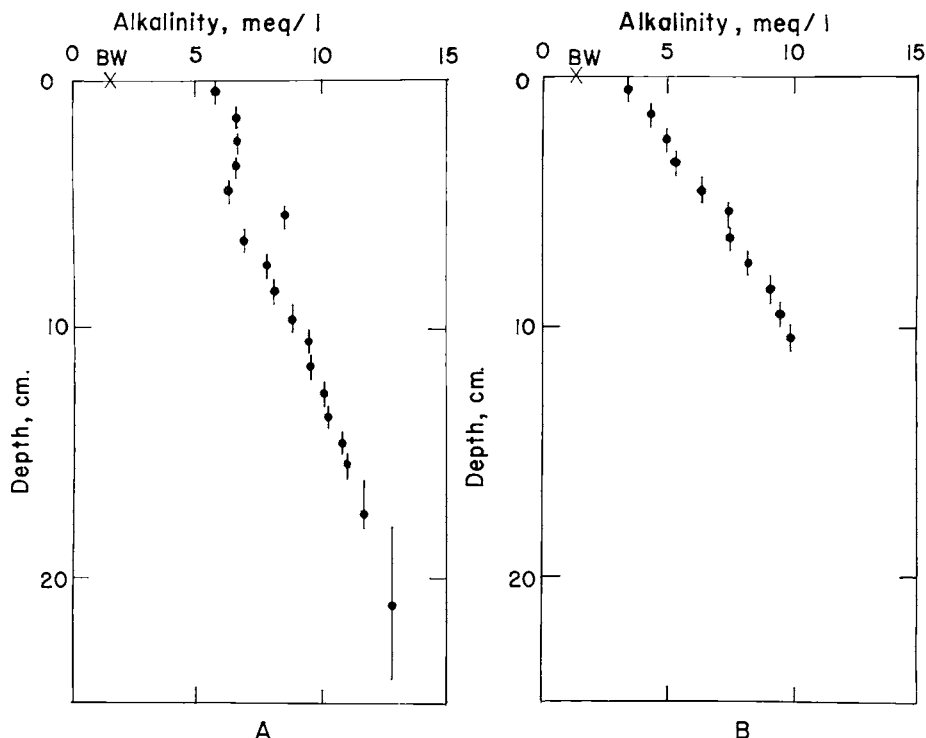 Alkalinity, meq/ l
0 5 10 15
BW
0
10
20
Depth, cm.
A
Alkalinity, meq/ l
0 5 10 15
BW
0
10
20
Depth, cm.
B